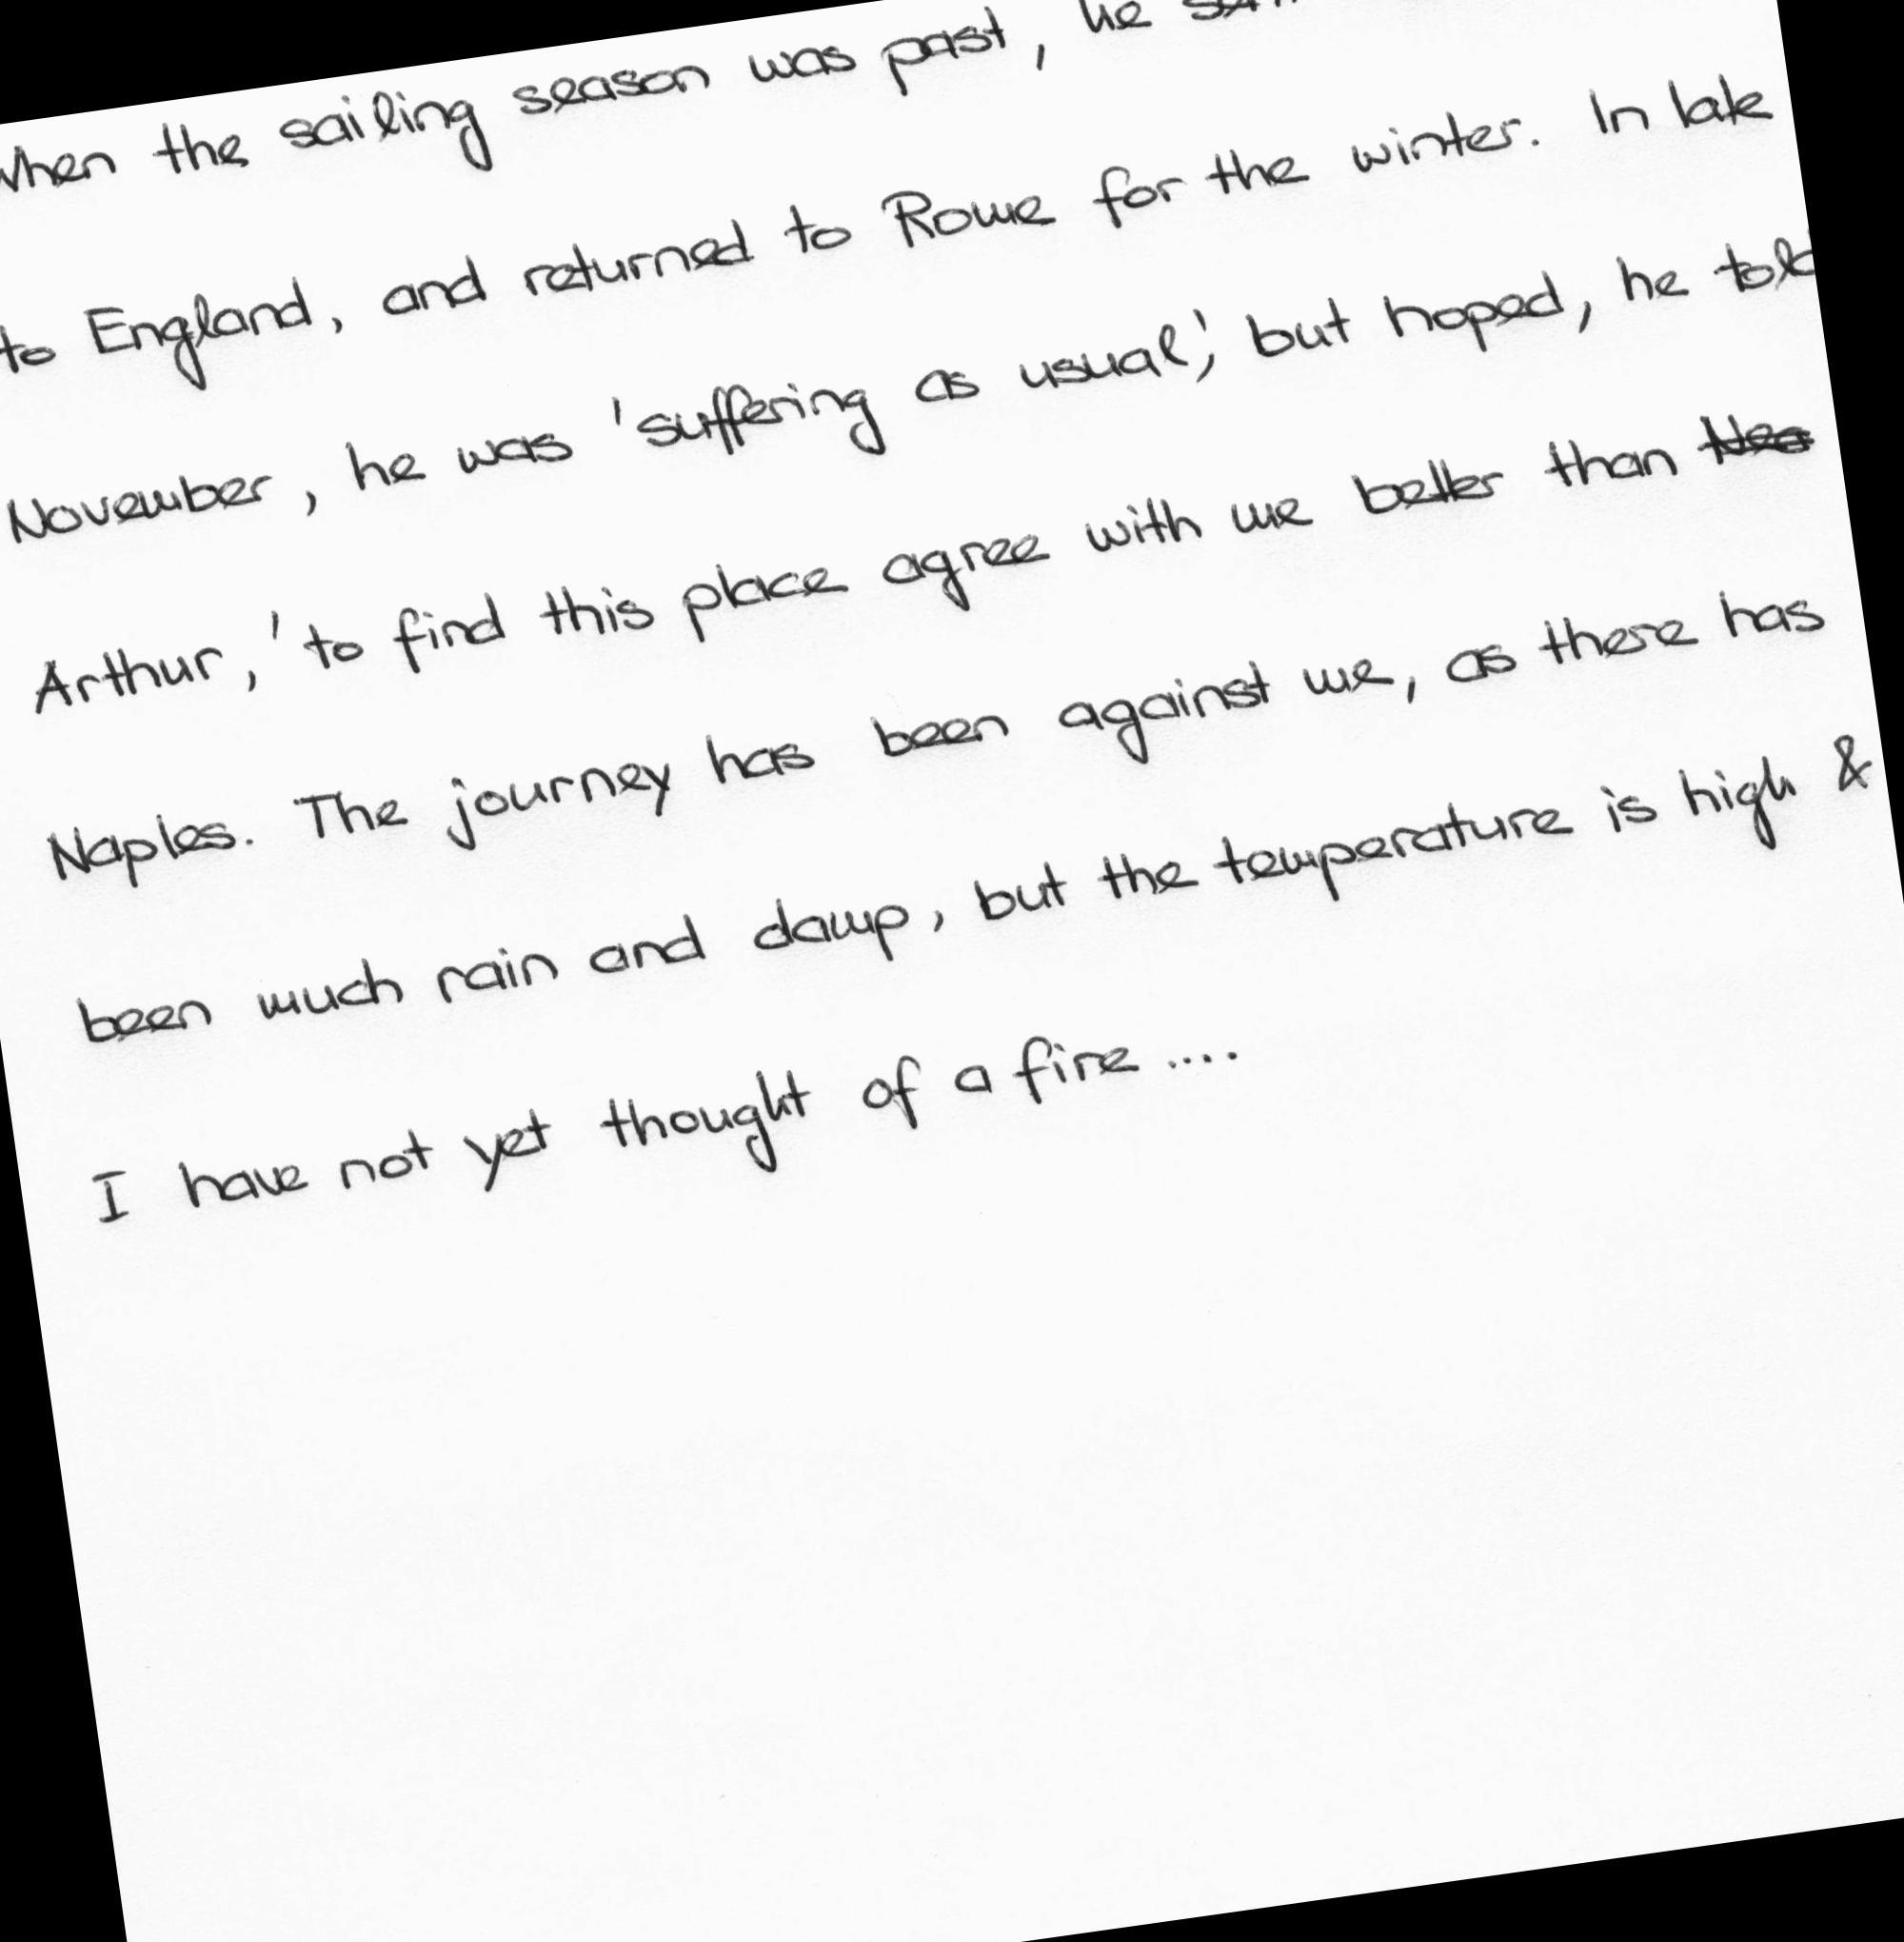 When the sailing season was past, he
to England, and returned to Rome for the winter. In late
November, he was 'suffering as usual', but hoped, he told
Arthur, 'to find this place agree with me better than
Naples. The journey has been against me, as there has
been much rain and damp, but the temperature is high &
I have not yet thought of a fire ....